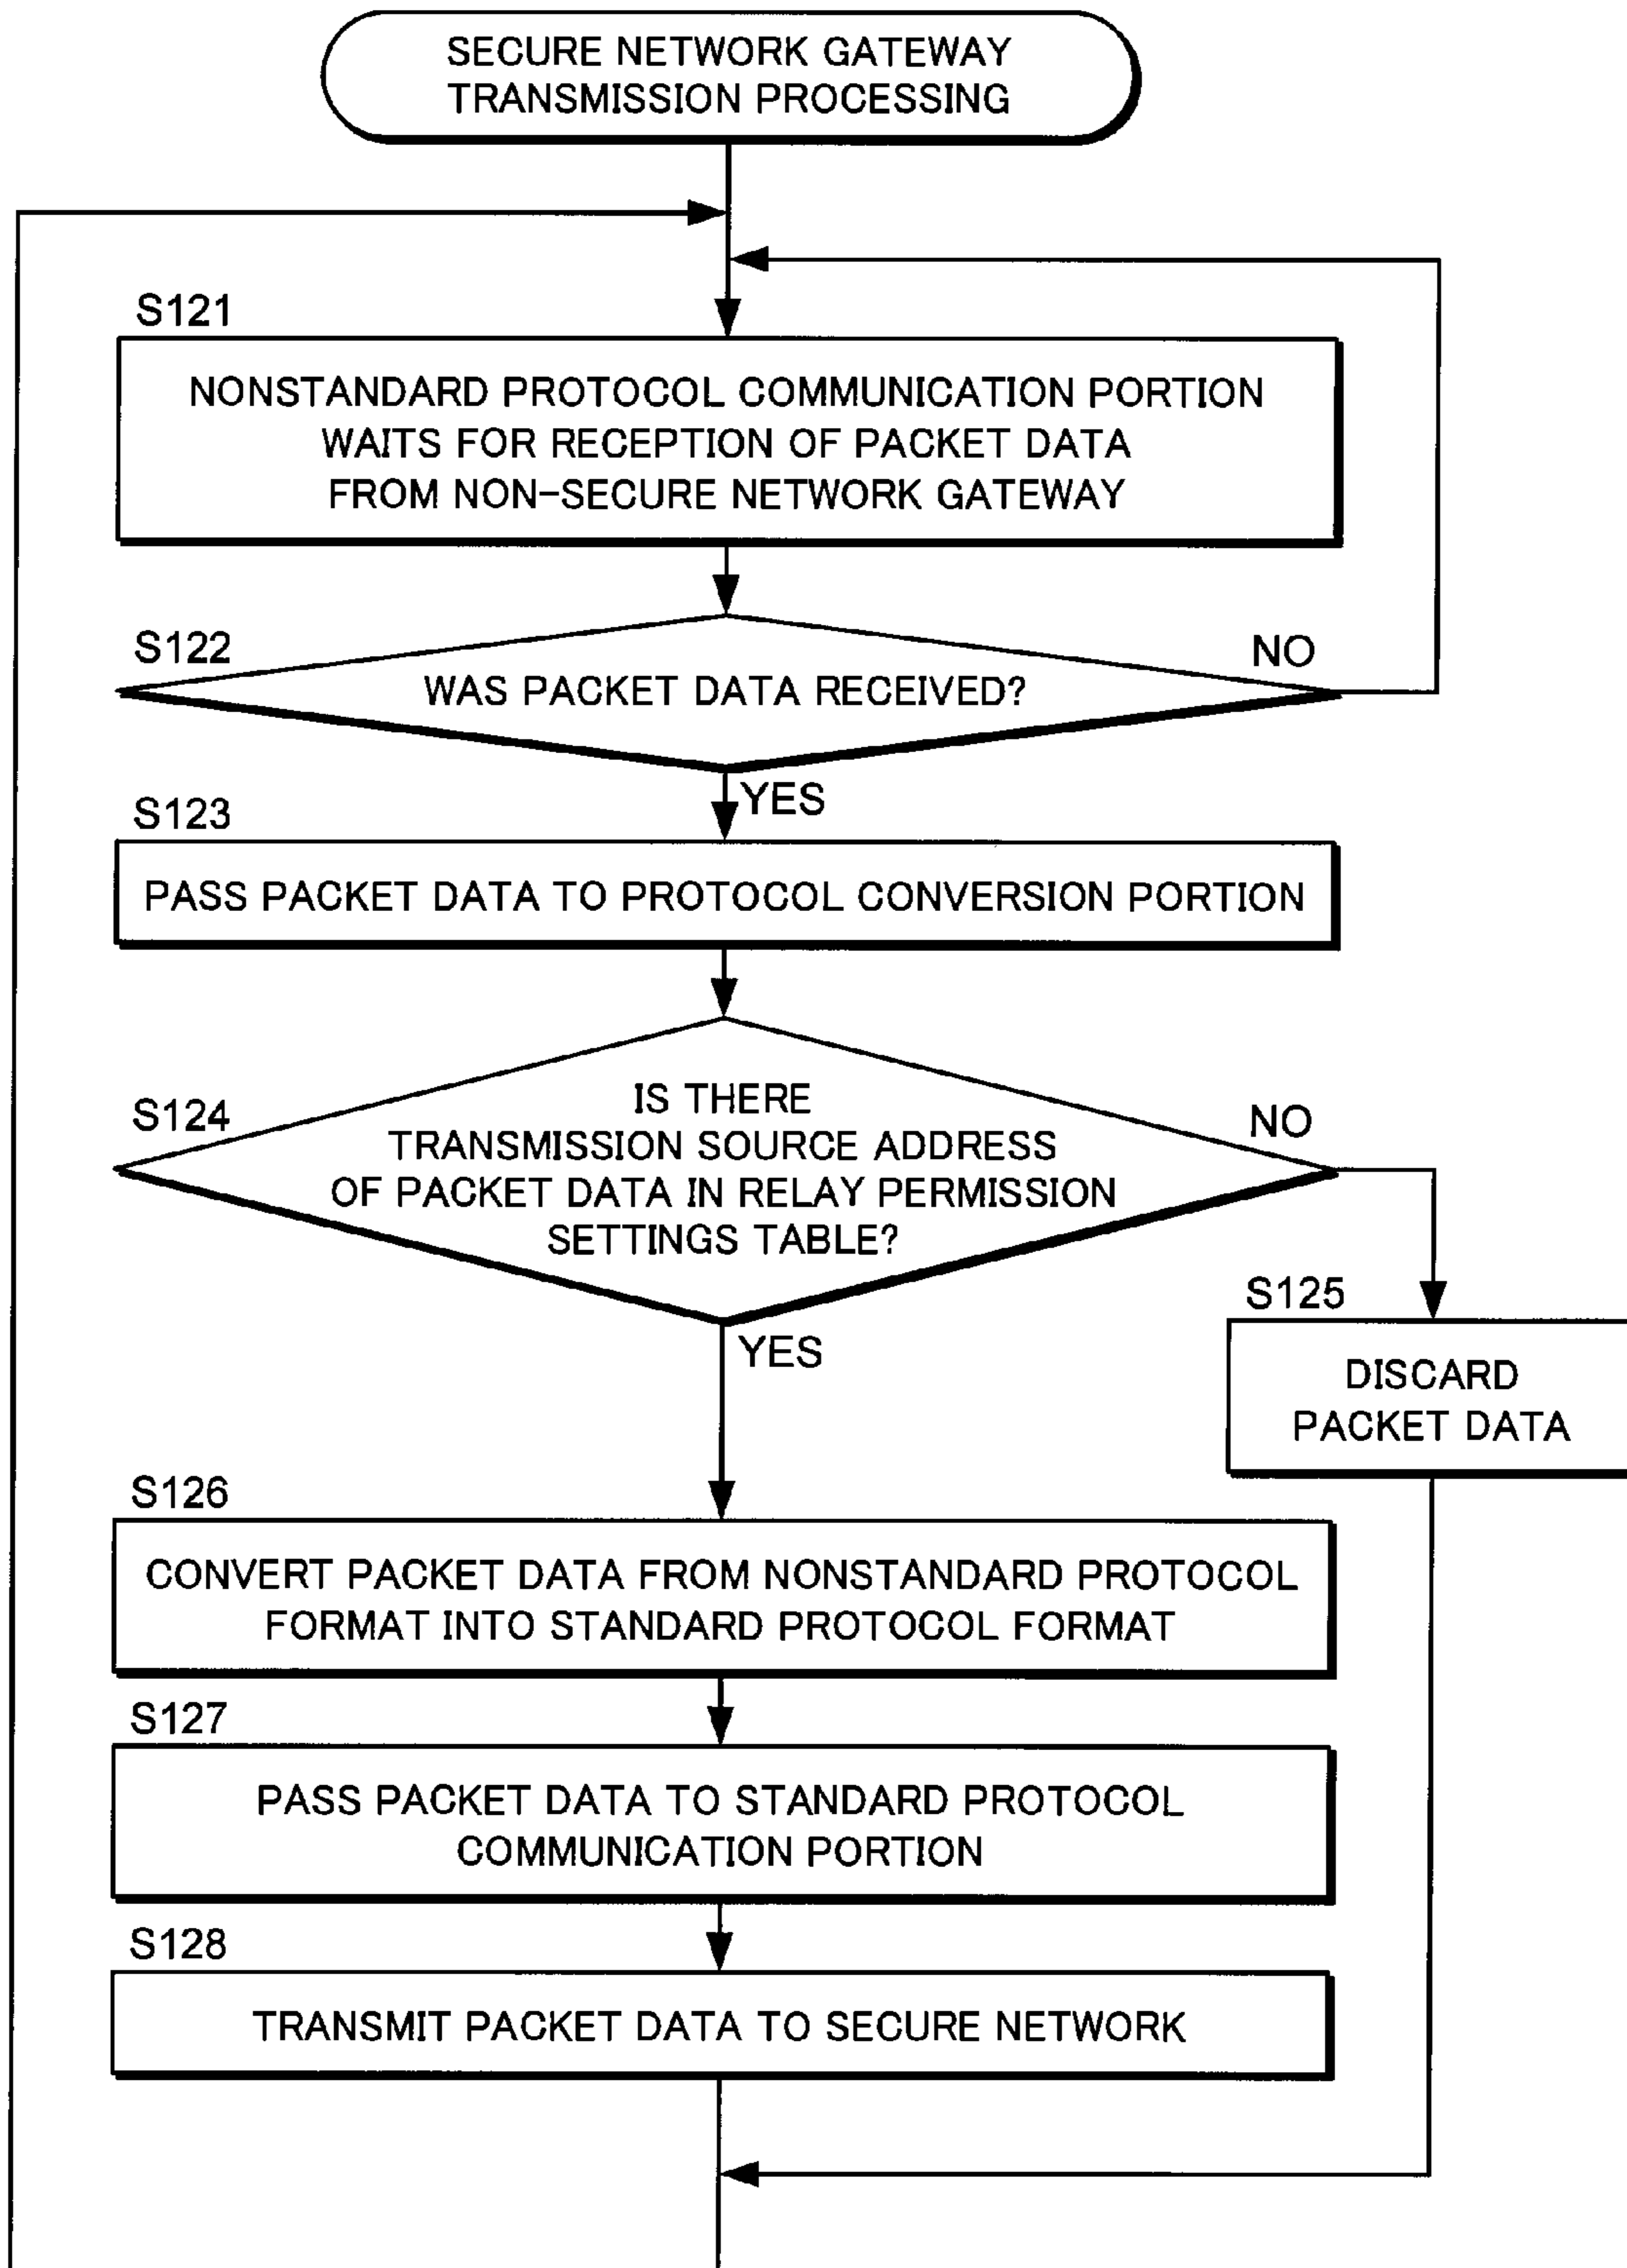 SECURE NETWORK GATEWAY
TRANSMISSION PROCESSING
S121
NONSTANDARD PROTOCOL COMMUNICATION PORTION
WAITS FOR RECEPTION OF PACKET DATA
FROM NON-SECURE NETWORK GATEWAY
S122
NO
WAS PACKET DATA RECEIVED?
YES
S123
PASS PACKET DATA TO PROTOCOL CONVERSION PORTION
S124
NO
IS THERE
TRANSMISSION SOURCE ADDRESS
OF PACKET DATA IN RELAY PERMISSION
SETTINGS TABLE?
YES
S125
DISCARD
PACKET DATA
S126
CONVERT PACKET DATA FROM NONSTANDARD PROTOCOL
FORMAT INTO STANDARD PROTOCOL FORMAT
S127
PASS PACKET DATA TO STANDARD PROTOCOL
COMMUNICATION PORTION
S128
TRANSMIT PACKET DATA TO SECURE NETWORK